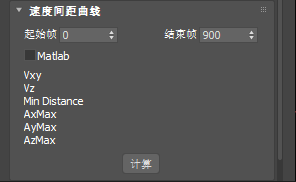 速度间距曲线
起始帧 0 结束帧 900
Matlab
Vxy
Vz
Min Distance
AxMax
AyMax
AzMax
计算